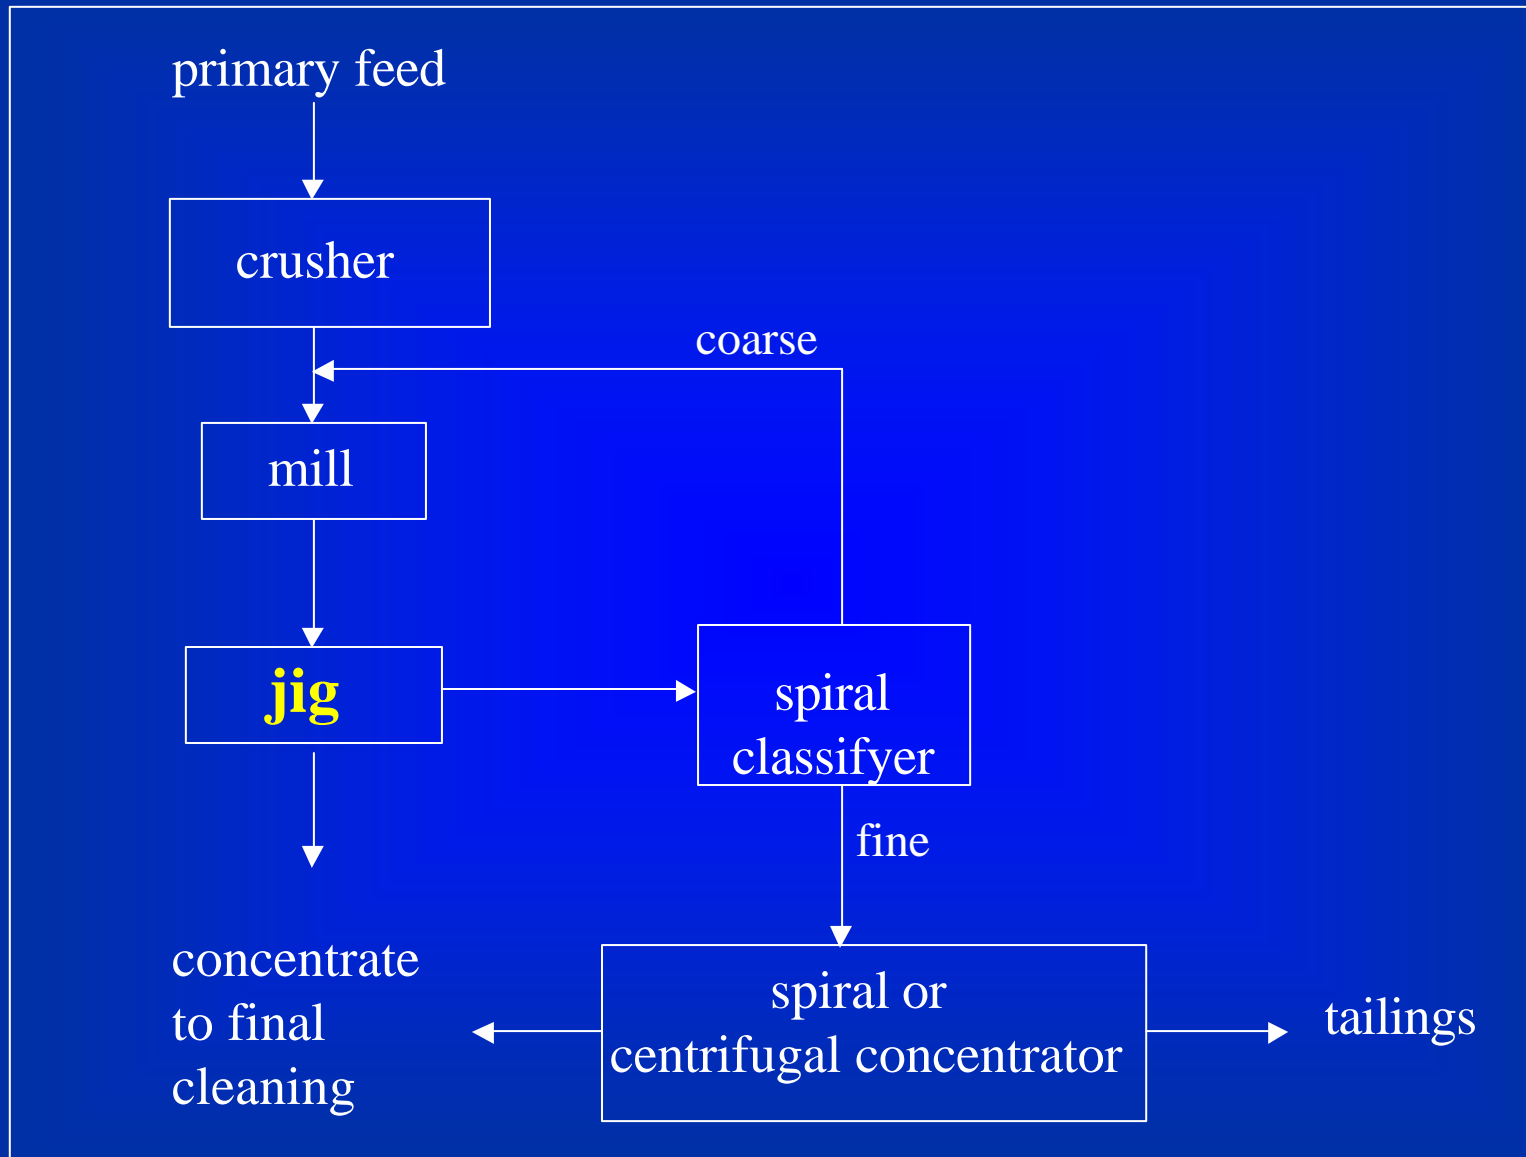 primary feed
crusher
coarse
mill
jig
spiral
classifyer
fine
concentrate
to final
cleaning
spiral or
centrifugal concentrator
tailings